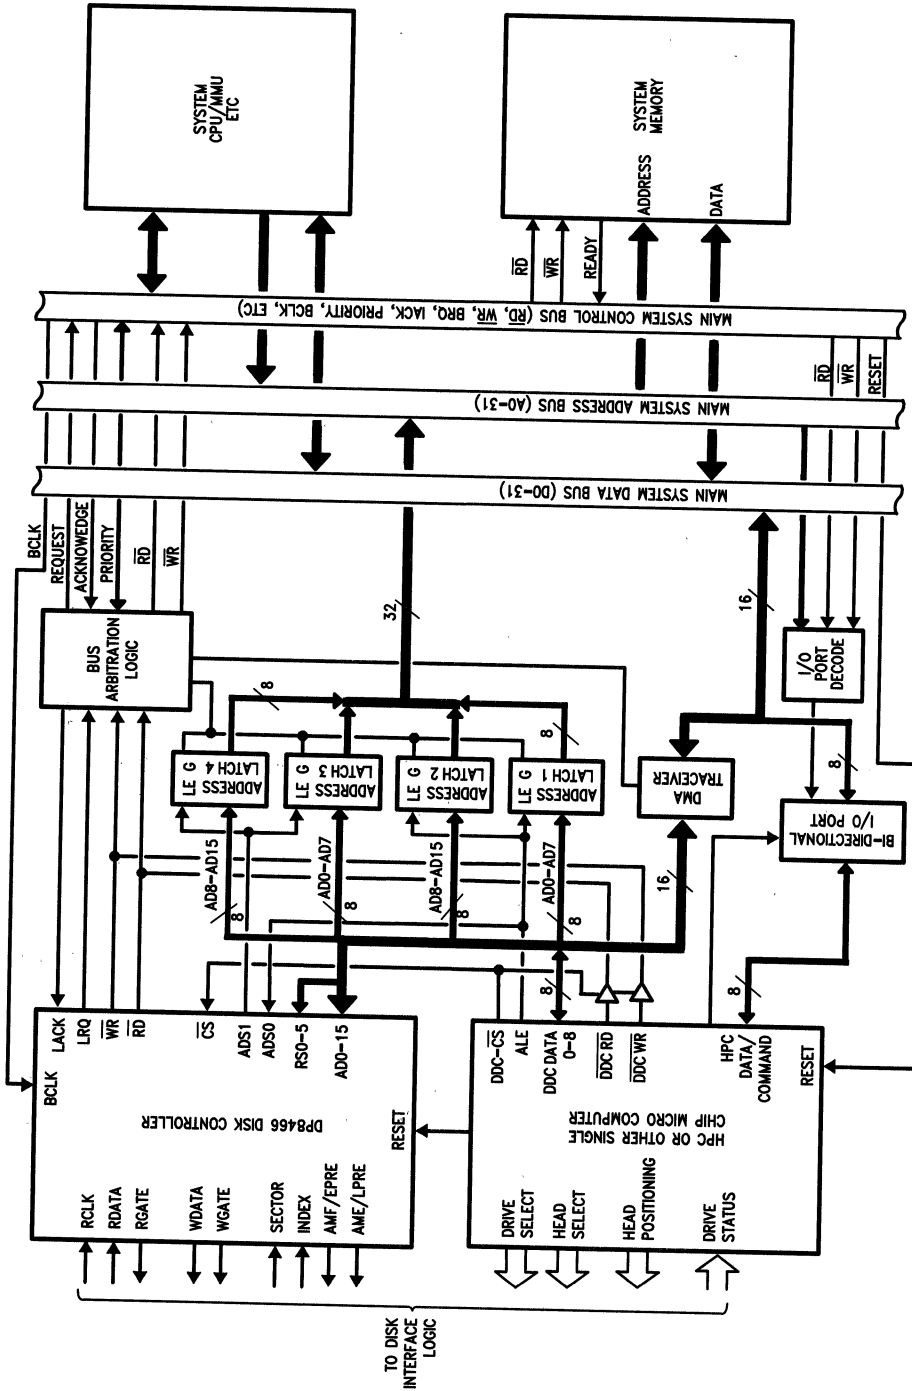 SYSTEM
CPU/MMU
ETC
SYSTEM
MEMORY
ADDRESS
DATA
RD
WR
READY
MAIN SYSTEM CONTROL BUS (RD, WR, BRQ, IACK, PRIORITY, BCLK, ETC)
RD
WR
RESET
MAIN SYSTEM ADDRESS BUS (A0-31)
MAIN SYSTEM DATA BUS (D0-31)
BCLK
REQUEST
ACKNOWEDGE
PRIORITY
RD
WR
32
16
BUS
ARBITRATION
LOGIC
I/O
PORT
DECODE
8
8
8
LE G
ADDRESS
LATCH 4
LE G
ADDRESS
LATCH 3
LE G
ADDRESS
LATCH 2
LE G
ADDRESS
LATCH 1
DMA
TRACEIVER
BI-DIRECTIONAL
I/O PORT
AD8-AD15
AD0-AD7
AD8-AD15
AD0-AD7
8
8
8
8
16
8
8
LACK
LRQ
WR
RD
CS
ADS1
ADS0
RS0-5
AD0-15
BCLK
DP8466 DISK CONTROLLER
RESET
RCLK
RDATA
RGATE
WDATA
WGATE
SECTOR
INDEX
AMF/EPRE
AME/LPRE
DDC-CS
ALE
DDC DATA
0-8
DDC RD
DDC WR
HPC
DATA/
COMMAND
RESET
HPC OR OTHER SINGLE
CHIP MICRO COMPUTER
DRIVE
SELECT
HEAD
SELECT
HEAD
POSITIONING
DRIVE
STATUS
TO DISK
INTERFACE
LOGIC